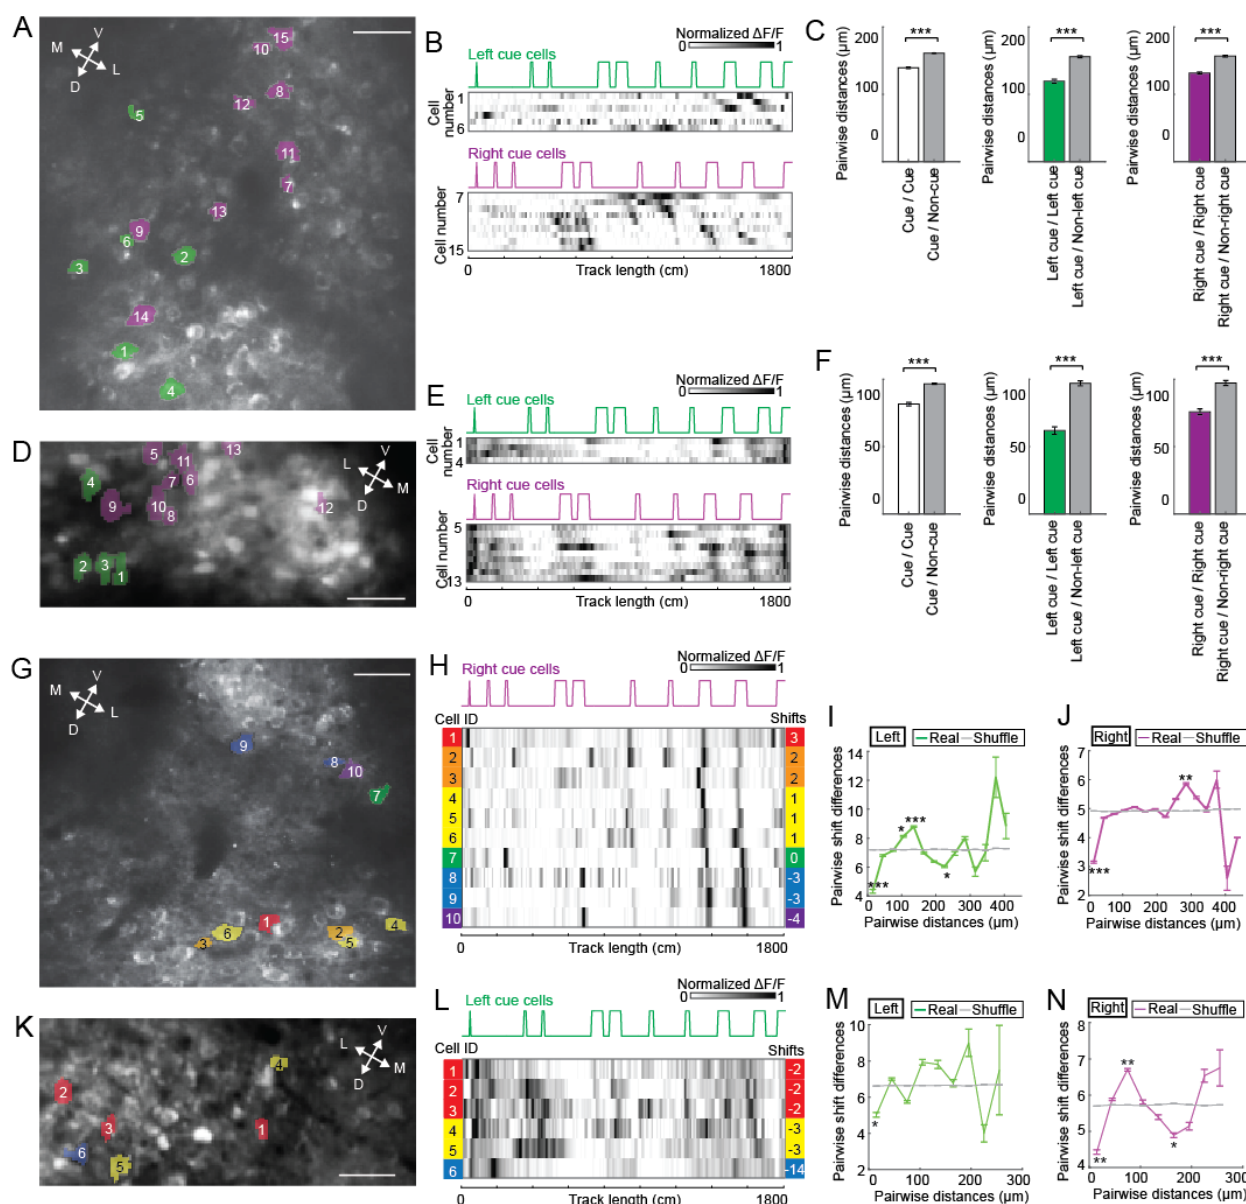 A
M
V
D
L
15
10
8
12
5
11
7
13
9
6
2
3
14
1
4
B
Normalized ΔF/F
0 1
Left cue cells
Cell number
1
6
Right cue cells
Cell number
7
15
0 Track length (cm) 1800
C
Pairwise distances (µm)
200
100
0
***
Cue / Cue
Cue / Non-cue
Pairwise distances (µm)
200
100
0
***
Left cue / Left cue
Left cue / Non-left cue
Pairwise distances (µm)
200
100
0
***
Right cue / Right cue
Right cue / Non-right cue
D
L
V
D
M
5
13
11
4
7
6
9
10
8
12
2
3
1
E
Normalized ΔF/F
0 1
Left cue cells
Cell number
1
4
Right cue cells
Cell number
5
13
0 Track length (cm) 1800
F
Pairwise distances (µm)
100
50
0
***
Cue / Cue
Cue / Non-cue
Pairwise distances (µm)
100
50
0
***
Left cue / Left cue
Left cue / Non-left cue
Pairwise distances (µm)
100
50
0
***
Right cue / Right cue
Right cue / Non-right cue
G
M
V
D
L
9
8
10
7
1
4
6
2
3
5
H
Normalized ΔF/F
0 1
Right cue cells
Cell ID Shifts
1 3
2 2
3 2
4 1
5 1
6 1
7 0
8 -3
9 -3
10 -4
0 Track length (cm) 1800
I
Left
Real Shuffle
Pairwise shift differences
14
12
10
8
6
4
***
*
***
*
0 100 200 300 400
Pairwise distances (µm)
J
Right
Real Shuffle
Pairwise shift differences
7
6
5
4
3
2
***
**
0 100 200 300 400
Pairwise distances (µm)
K
L
V
D
M
4
2
3
1
6
5
L
Normalized ΔF/F
0 1
Left cue cells
Cell ID Shifts
1 -2
2 -2
3 -2
4 -3
5 -3
6 -14
0 Track length (cm) 1800
M
Left
Real Shuffle
Pairwise shift differences
10
8
6
4
2
*
0 100 200 300
Pairwise distances (µm)
N
Right
Real Shuffle
Pairwise shift differences
8
7
6
5
4
**
**
*
0 100 200 300
Pairwise distances (µm)